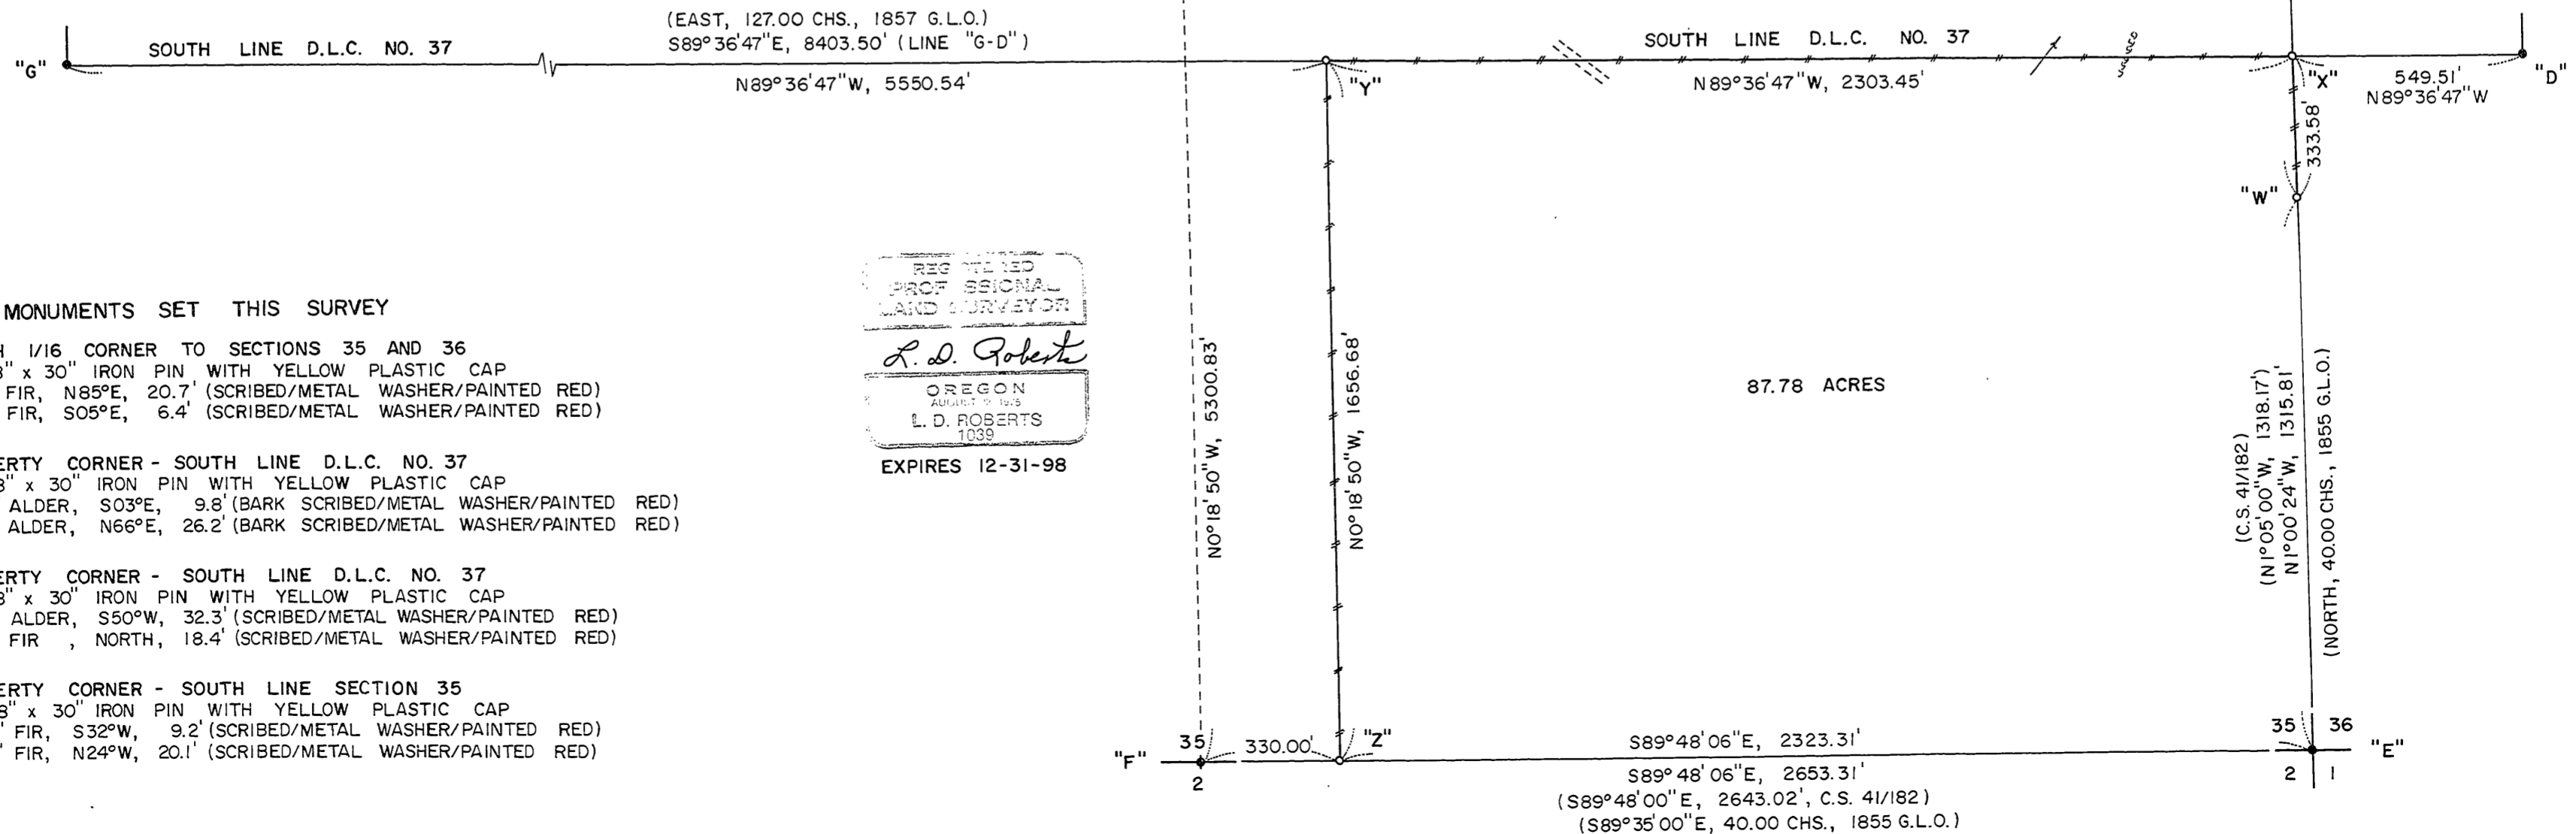 (EAST, 127.00 CHS., 1857 G.L.O.)
SOUTH LINE D.L.C. NO. 37
S89°36'47"E, 8403.50' (LINE "G-D")
SOUTH LINE D.L.C. NO. 37
"G"
N89°36'47"W, 5550.54'
"Y"
N89°36'47"W, 2303.45'
"X"
549.51'
N89°36'47"W
"D"
333.58'
"W"
MONUMENTS SET THIS SURVEY
1/16 CORNER TO SECTIONS 35 AND 36
" x 30" IRON PIN WITH YELLOW PLASTIC CAP
FIR, N85°E, 20.7' (SCRIBED/METAL WASHER/PAINTED RED)
FIR, S05°E, 6.4' (SCRIBED/METAL WASHER/PAINTED RED)
ERTY CORNER - SOUTH LINE D.L.C. NO. 37
8" x 30" IRON PIN WITH YELLOW PLASTIC CAP
ALDER, S03°E, 9.8' (BARK SCRIBED/METAL WASHER/PAINTED RED)
ALDER, N66°E, 26.2' (BARK SCRIBED/METAL WASHER/PAINTED RED)
ERTY CORNER - SOUTH LINE D.L.C. NO. 37
8" x 30" IRON PIN WITH YELLOW PLASTIC CAP
ALDER, S50°W, 32.3' (SCRIBED/METAL WASHER/PAINTED RED)
FIR , NORTH, 18.4' (SCRIBED/METAL WASHER/PAINTED RED)
ERTY CORNER - SOUTH LINE SECTION 35
8" x 30" IRON PIN WITH YELLOW PLASTIC CAP
' FIR, S32°W, 9.2' (SCRIBED/METAL WASHER/PAINTED RED)
' FIR, N24°W, 20.1' (SCRIBED/METAL WASHER/PAINTED RED)
PROF SSIONAL
LAND SURVEYOR
L. D. Roberts
OREGON
L. D. ROBERTS
1039
EXPIRES 12-31-98
N0°18'50"W, 5300.83'
N0°18'50"W, 1656.68'
87.78 ACRES
(C.S. 41/182)
(N1°05'00"W, 1318.17')
N1°00'24"W, 1315.81'
(NORTH, 40.00 CHS., 1855 G.L.O.)
"F"
35
2
330.00'
"Z"
S89°48'06"E, 2323.31'
35 36
2 1
"E"
S89°48'06"E, 2653.31'
(S89°48'00"E, 2643.02', C.S. 41/182)
(S89°35'00"E, 40.00 CHS., 1855 G.L.O.)